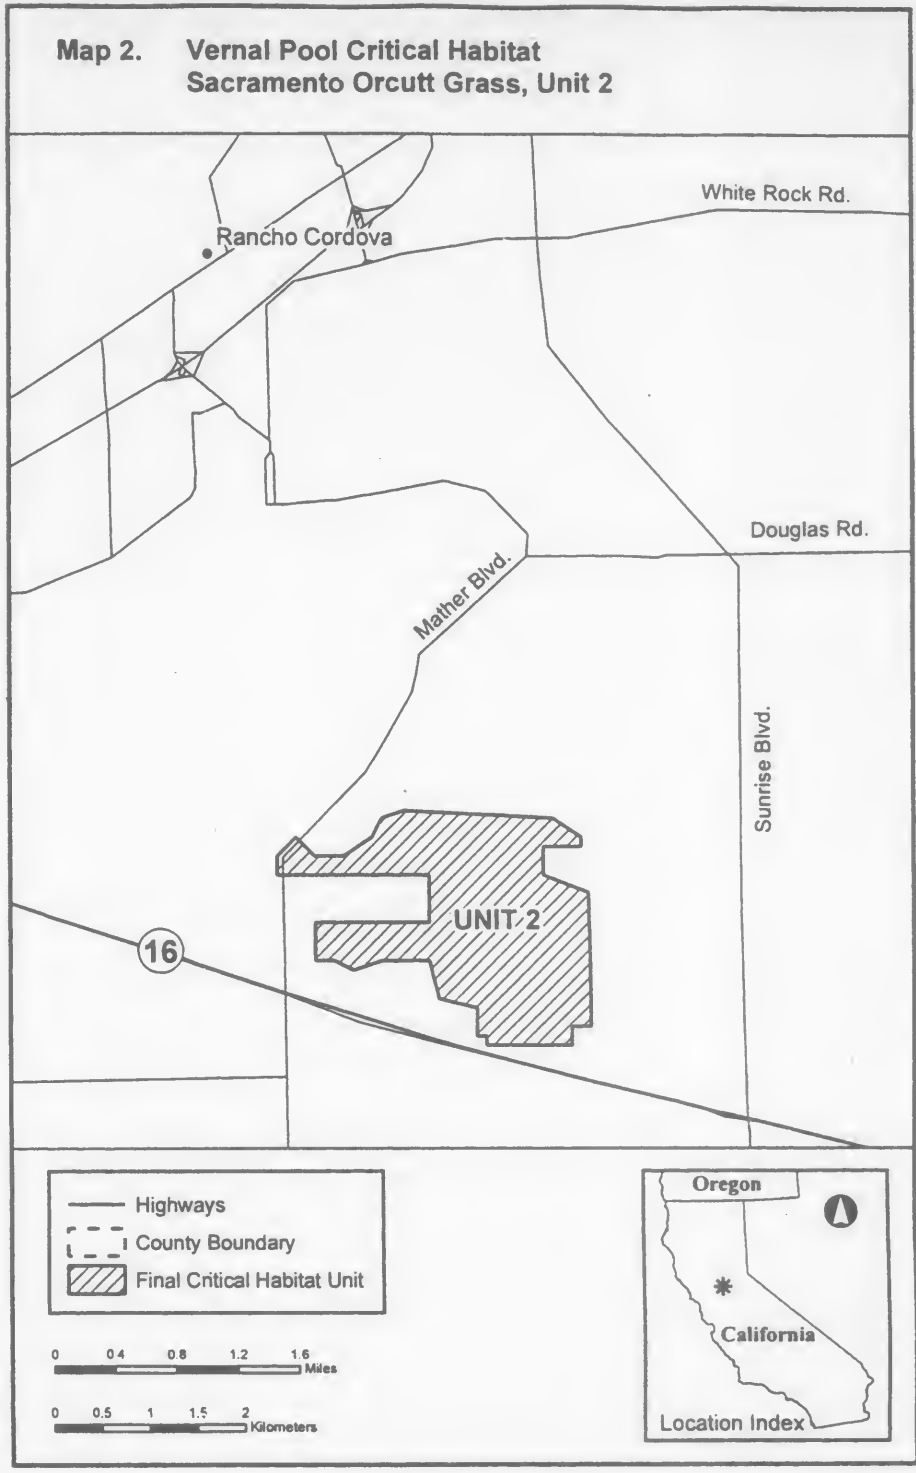 Map 2. Vernal Pool Critical Habitat
Sacramento Orcutt Grass, Unit 2
White Rock Rd.
Rancho Cordova
Douglas Rd.
Mather Blvd.
Sunrise Blvd.
UNIT 2
16
Highways
County Boundary
Final Critical Habitat Unit
0 0.4 0.8 1.2 1.6
Miles
0 0.5 1 1.5 2
Kilometers
Oregon
California
Location Index